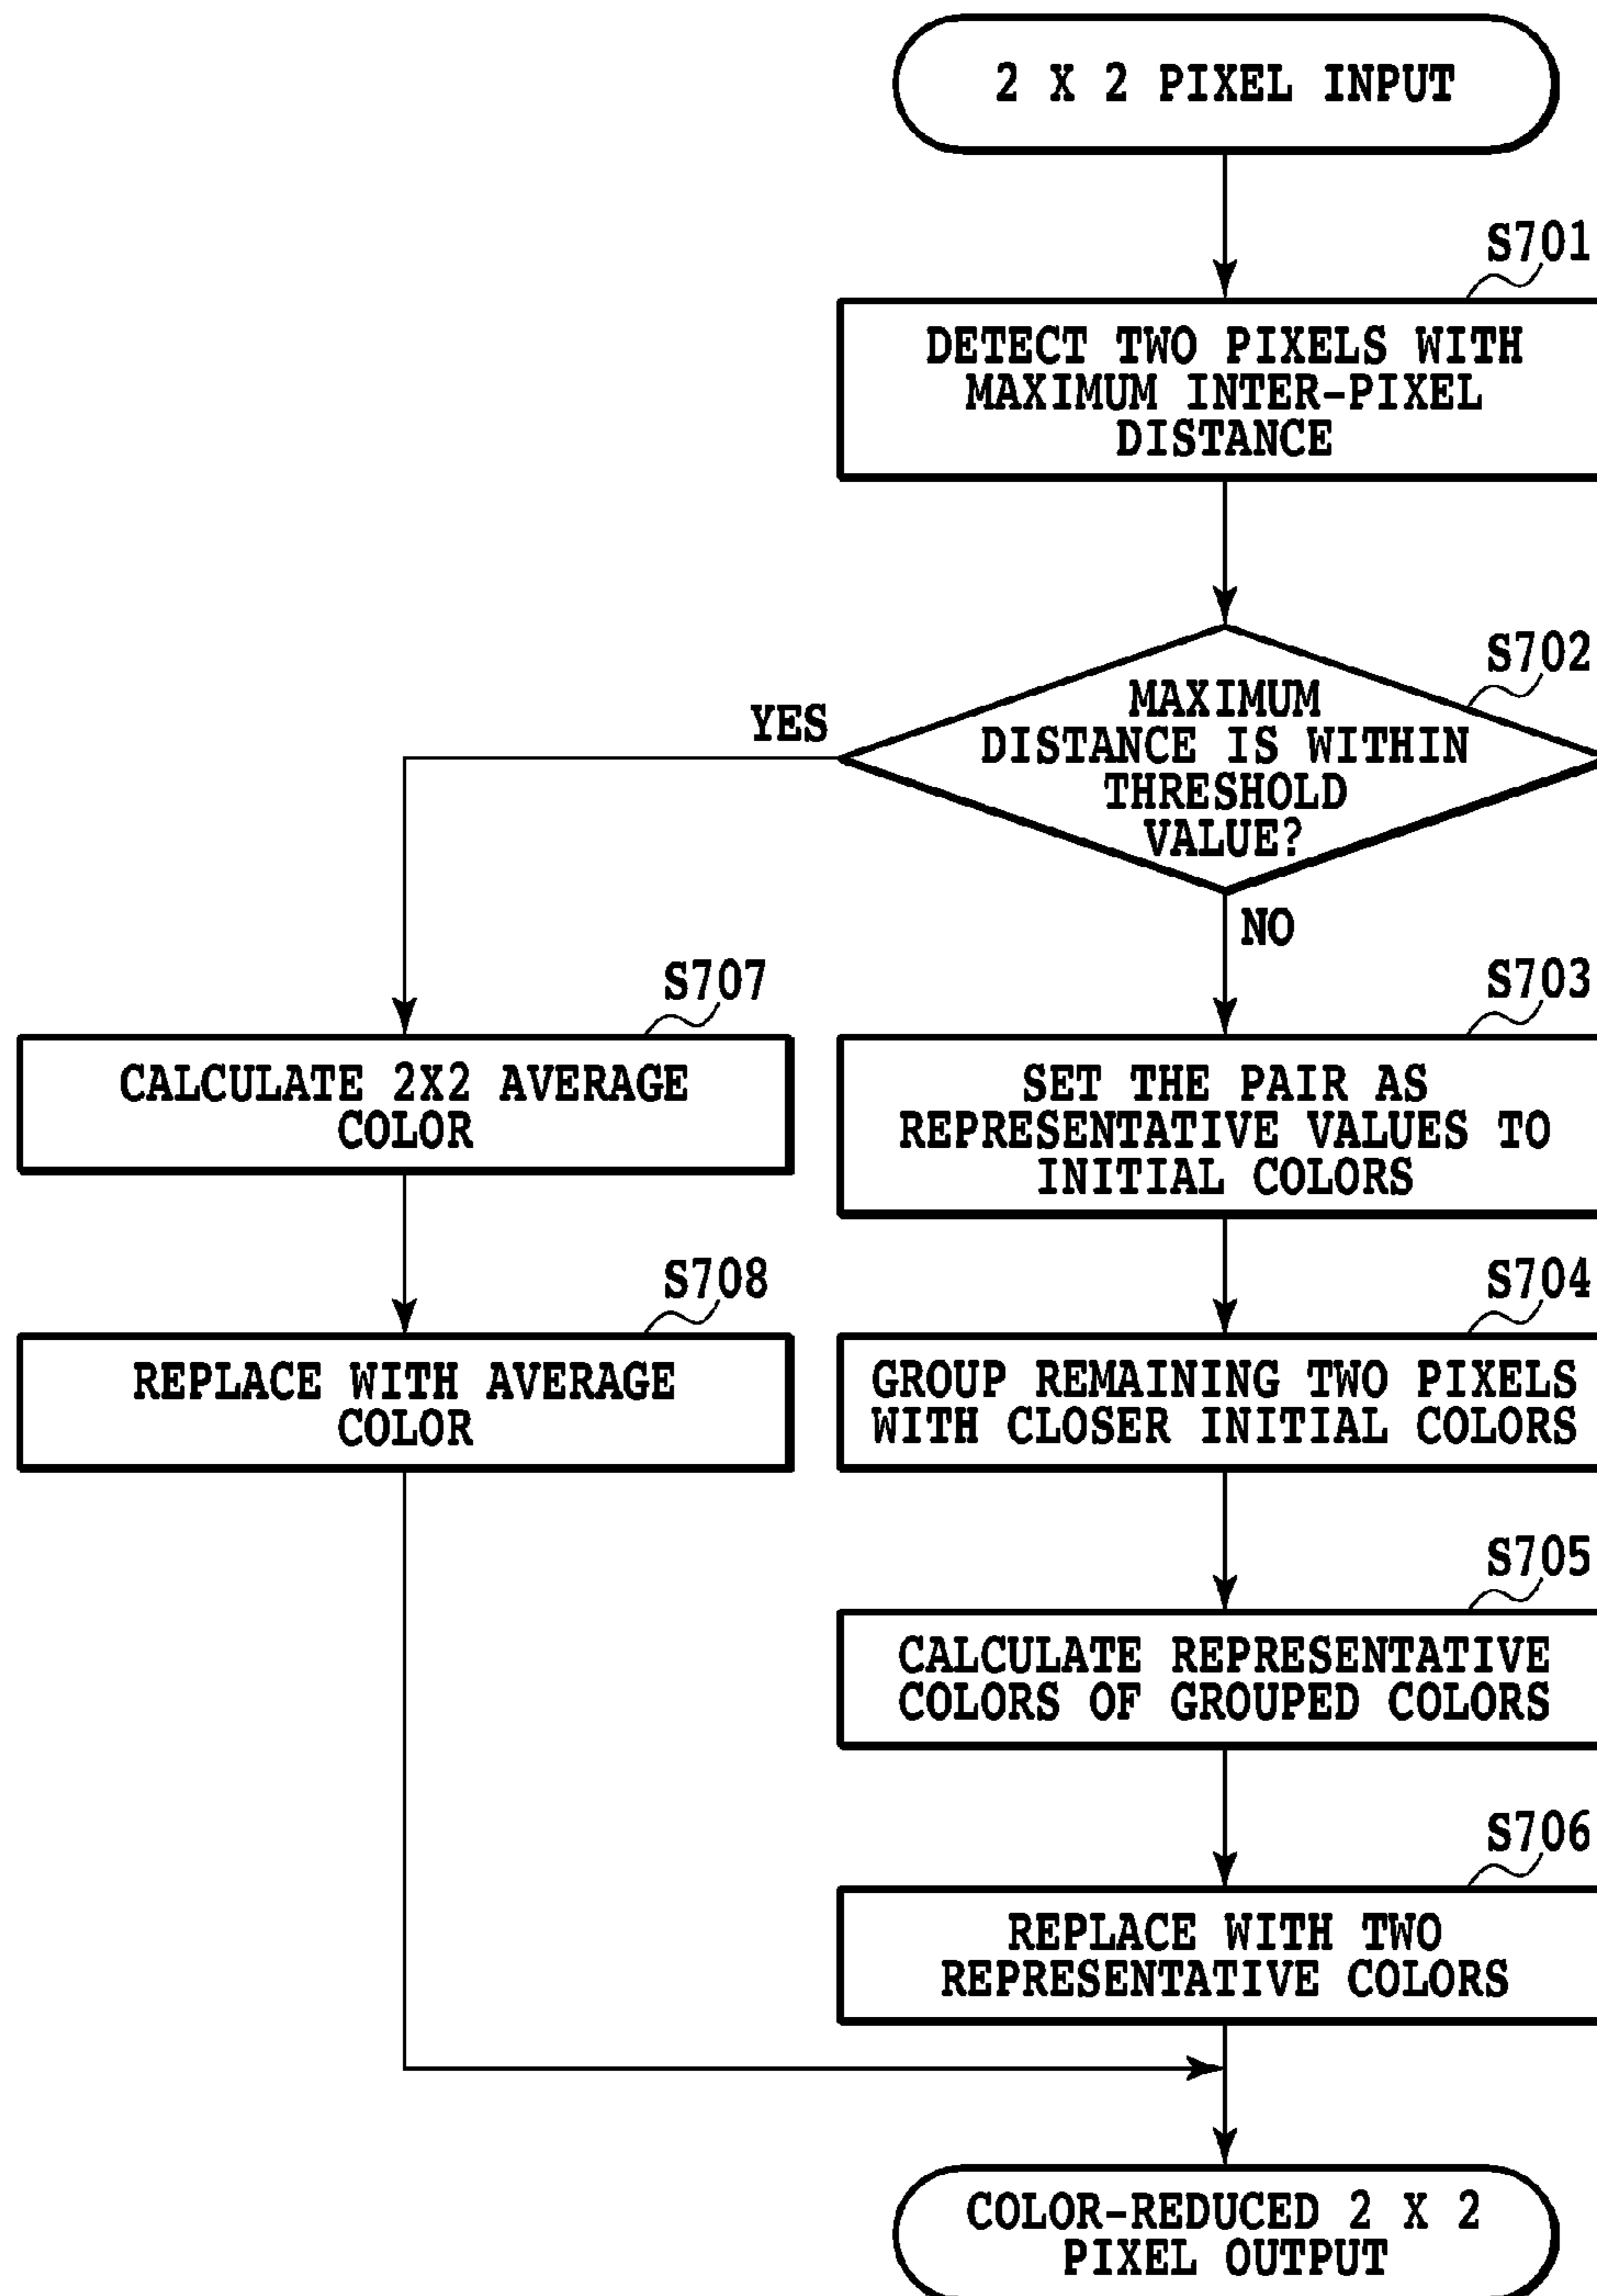 2 X 2 PIXEL INPUT
S701
DETECT TWO PIXELS WITH
MAXIMUM INTER-PIXEL
DISTANCE
S702
MAXIMUM
DISTANCE IS WITHIN
THRESHOLD
VALUE?
YES
NO
S707
CALCULATE 2X2 AVERAGE
COLOR
S708
REPLACE WITH AVERAGE
COLOR
S703
SET THE PAIR AS
REPRESENTATIVE VALUES TO
INITIAL COLORS
S704
GROUP REMAINING TWO PIXELS
WITH CLOSER INITIAL COLORS
S705
CALCULATE REPRESENTATIVE
COLORS OF GROUPED COLORS
S706
REPLACE WITH TWO
REPRESENTATIVE COLORS
COLOR-REDUCED 2 X 2
PIXEL OUTPUT